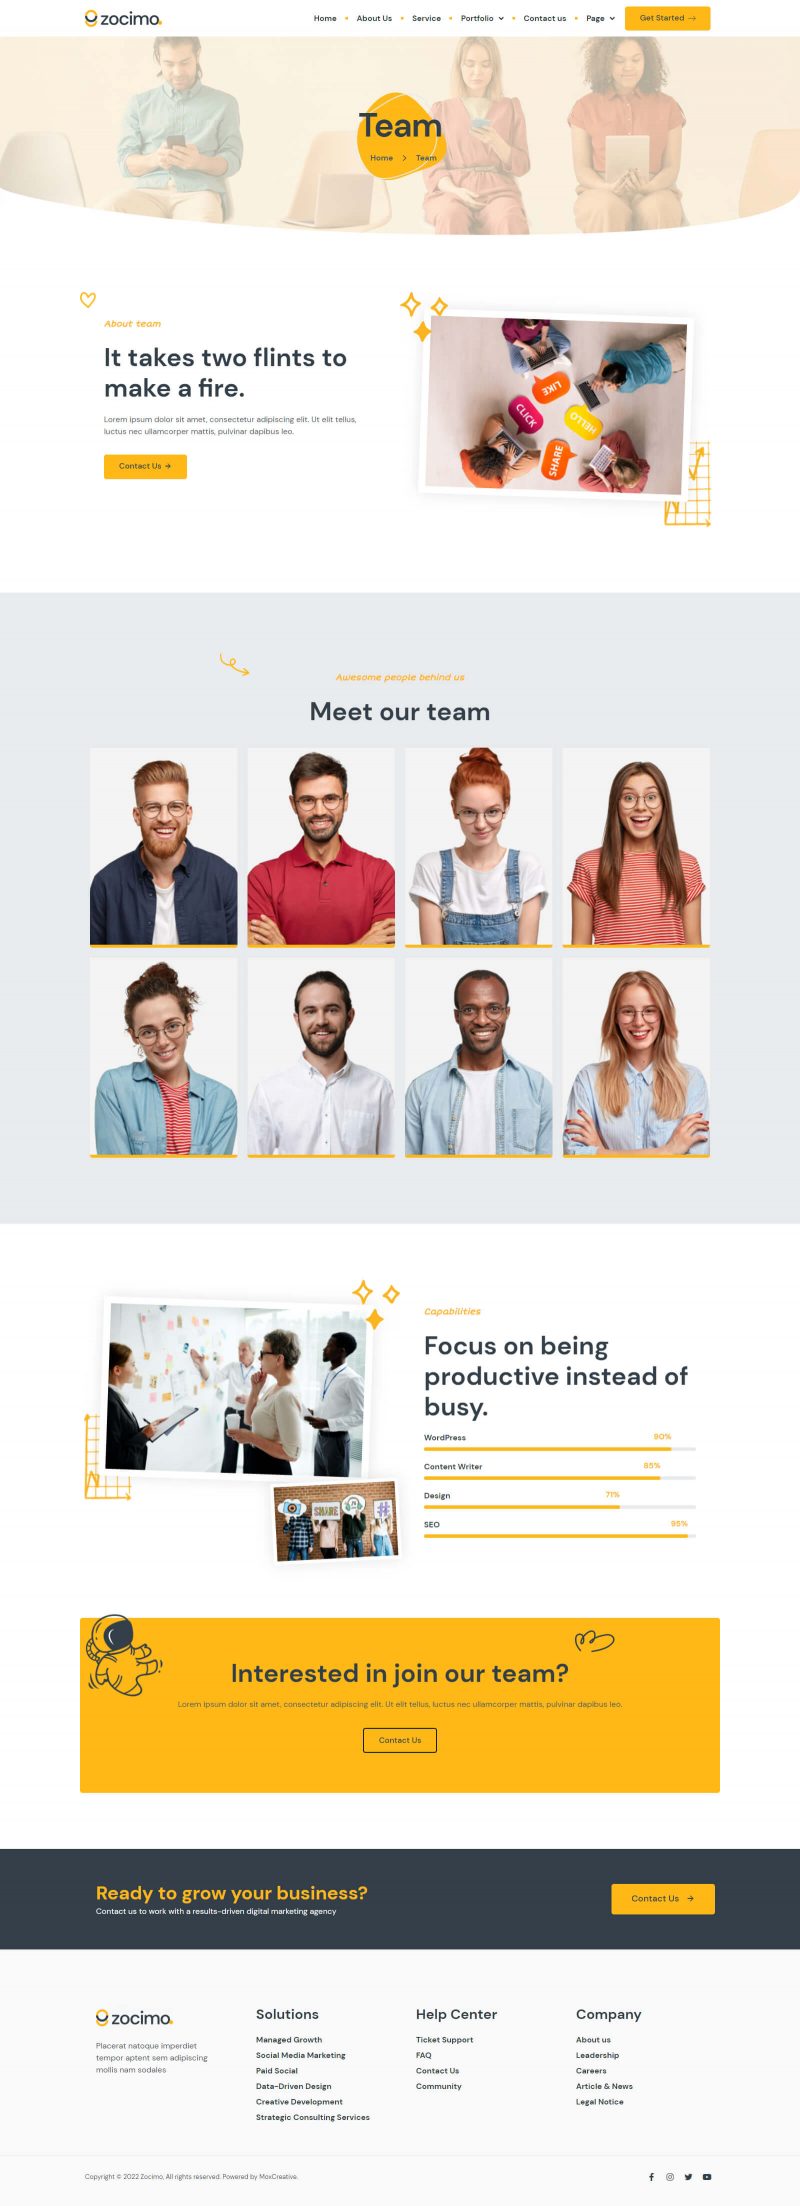 zocimo.
Home
About Us
Service
Portfolio
Contact us
Page
Get Started
Team
Home > Team
About team
It takes two flints to
make a fire.
Lorem ipsum dolor sit amet, consectetur adipiscing elit. Ut elit tellus,
luctus nec ullamcorper mattis, pulvinar dapibus leo.
Contact Us
LIKE
CLICK
HELLO
SHARE
Awesome people behind us
Meet our team
Capabilities
Focus on being
productive instead of
busy.
WordPress 90%
Content Writer 85%
Design 71%
SEO 95%
SHARE
#
Interested in join our team?
Lorem ipsum dolor sit amet, consectetur adipiscing elit. Ut elit tellus, luctus nec ullamcorper mattis, pulvinar dapibus leo.
Contact Us
Ready to grow your business?
Contact us to work with a results-driven digital marketing agency
Contact Us
zocimo.
Placerat natoque imperdiet
tempor aptent sem adipiscing
mollis nam sodales
Solutions
Managed Growth
Social Media Marketing
Paid Social
Data-Driven Design
Creative Development
Strategic Consulting Services
Help Center
Ticket Support
FAQ
Contact Us
Community
Company
About us
Leadership
Careers
Article & News
Legal Notice
Copyright © 2022 Zocimo, All rights reserved. Powered by MoxCreative.